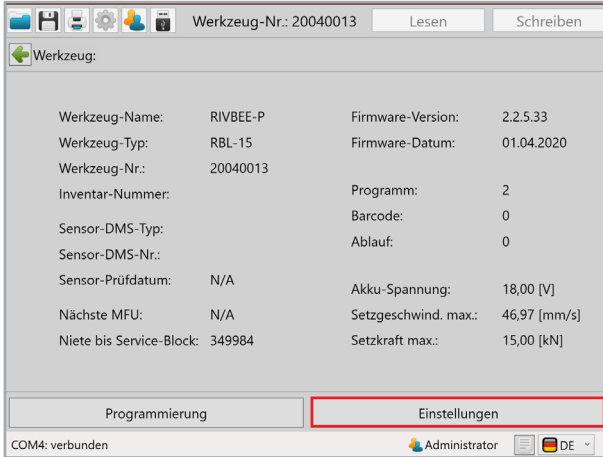 Werkzeug-Nr.: 20040013 Lesen Schreiben
Werkzeug:
Werkzeug-Name: RIVBEE-P Firmware-Version: 2.2.5.33
Werkzeug-Typ: RBL-15 Firmware-Datum: 01.04.2020
Werkzeug-Nr.: 20040013
Inventar-Nummer: Programm: 2
Barcode: 0
Sensor-DMS-Typ:
Ablauf: 0
Sensor-DMS-Nr.:
Sensor-Prüfdatum: N/A Akku-Spannung: 18,00 [V]
Nächste MFU: N/A Setzgeschwind. max.: 46,97 [mm/s]
Niete bis Service-Block: 349984 Setzkraft max.: 15,00 [kN]
Programmierung Einstellungen
COM4: verbunden Administrator DE